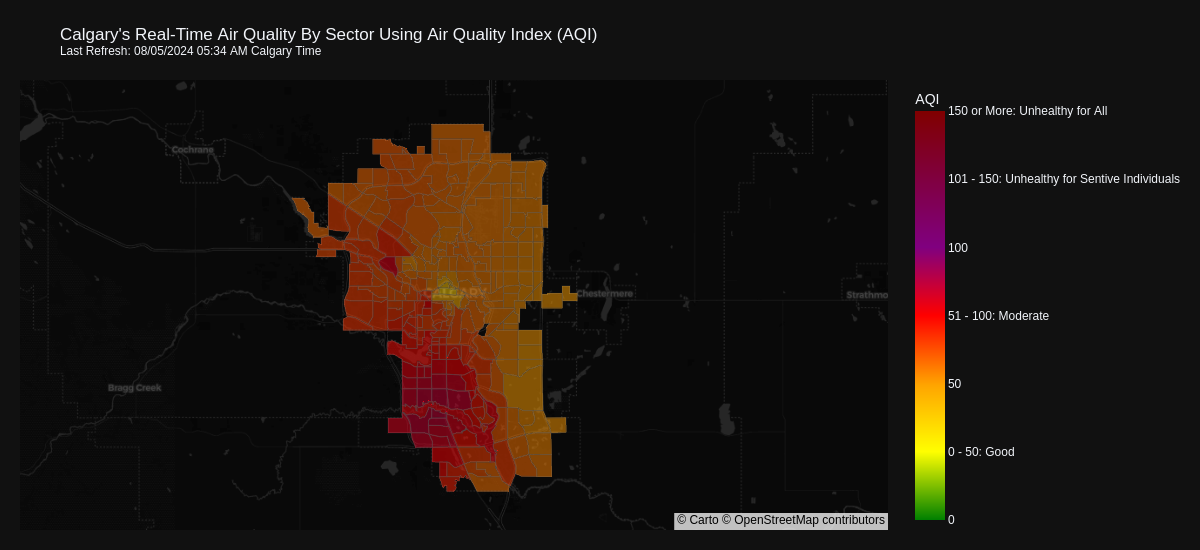 Calgary's Real-Time Air Quality By Sector Using Air Quality Index (AQI)
Last Refresh: 08/05/2024 05:34 AM Calgary Time
AQI
150 or More: Unhealthy for All
Cochrane
101 - 150: Unhealthy for Sentive Individuals
100
CALGARY
Chestermere
Strathmo
51 - 100: Moderate
50
Bragg Creek
0 - 50: Good
0
© Carto © OpenStreetMap contributors